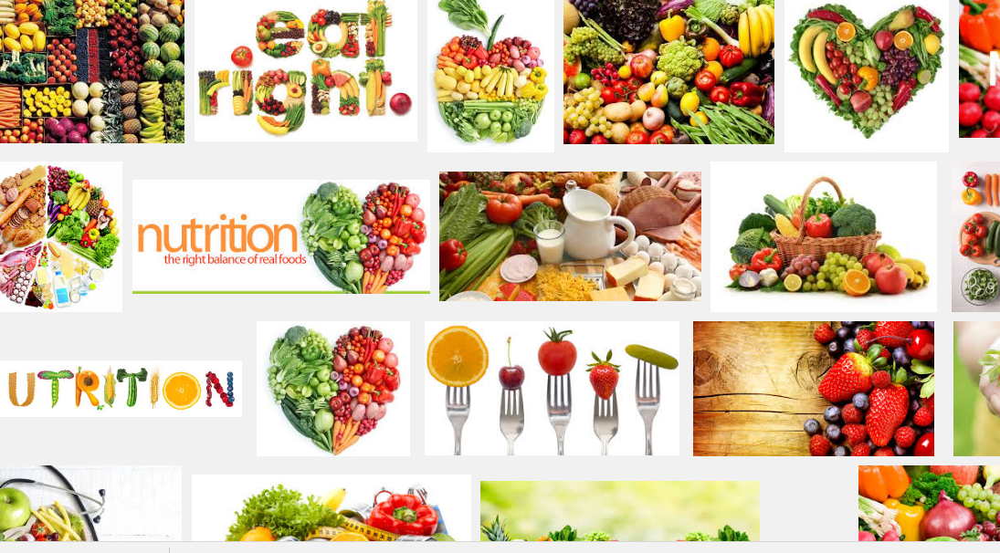 eat
right.
nutrition
the right balance of real foods
UTRITION